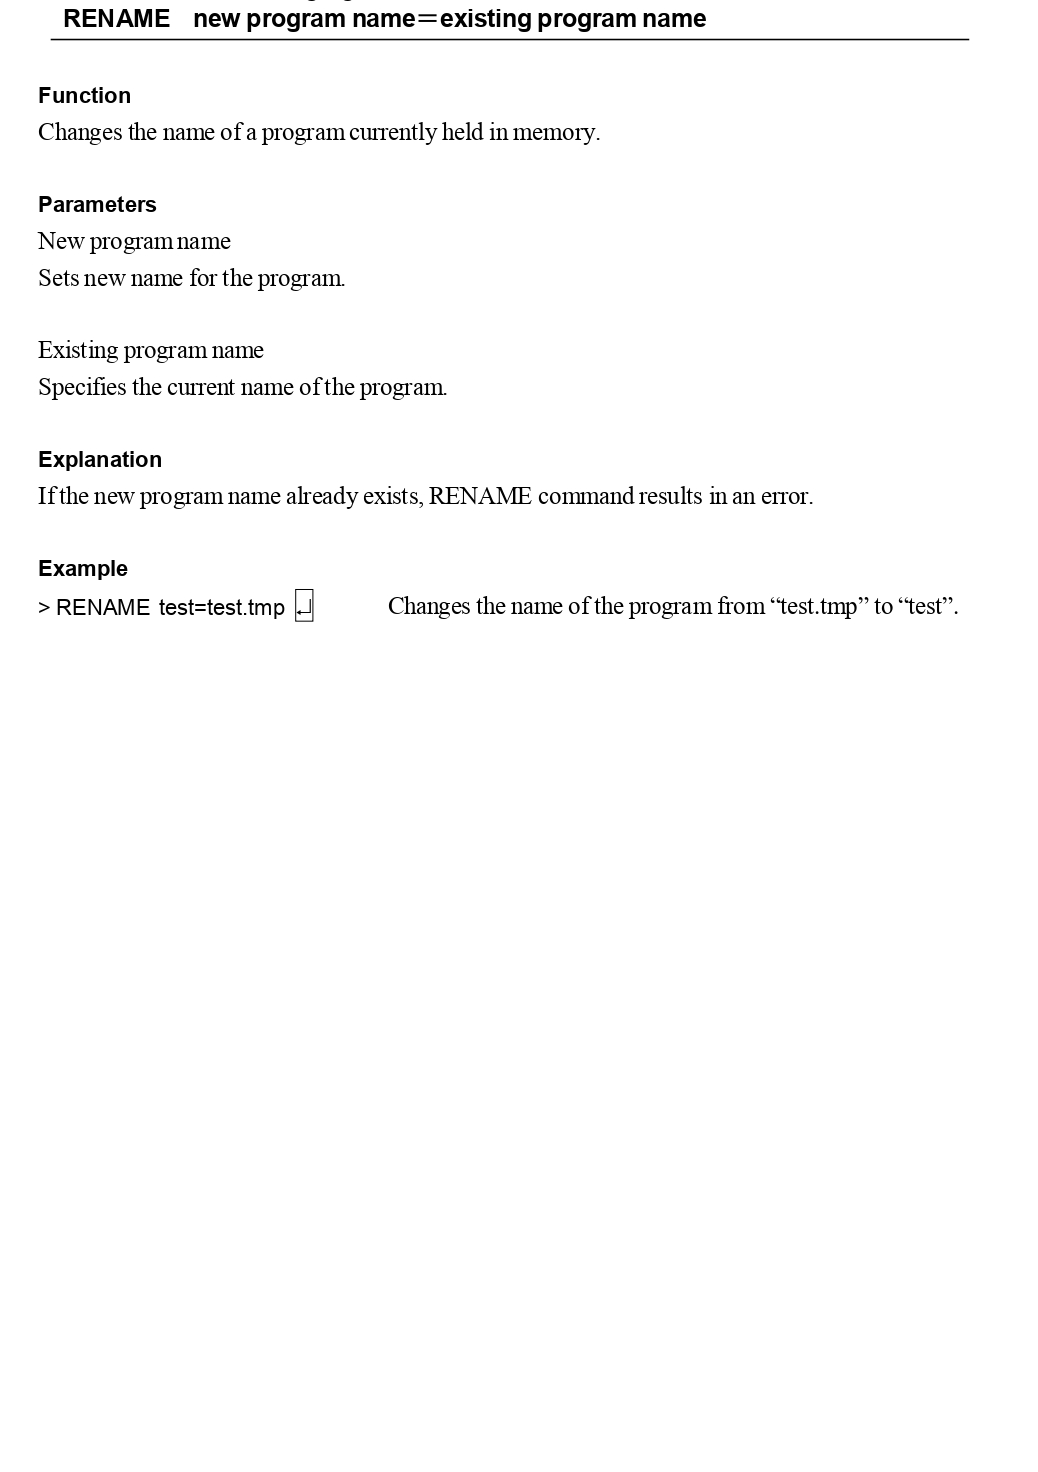 RENAME new program name＝existing program name
Function
Changes the name of a program currently held in memory.
Parameters
New program name
Sets new name for the program.
Existing program name
Specifies the current name of the program.
Explanation
If the new program name already exists, RENAME command results in an error.
Example
> RENAME test=test.tmp ↵ Changes the name of the program from “test.tmp” to “test”.